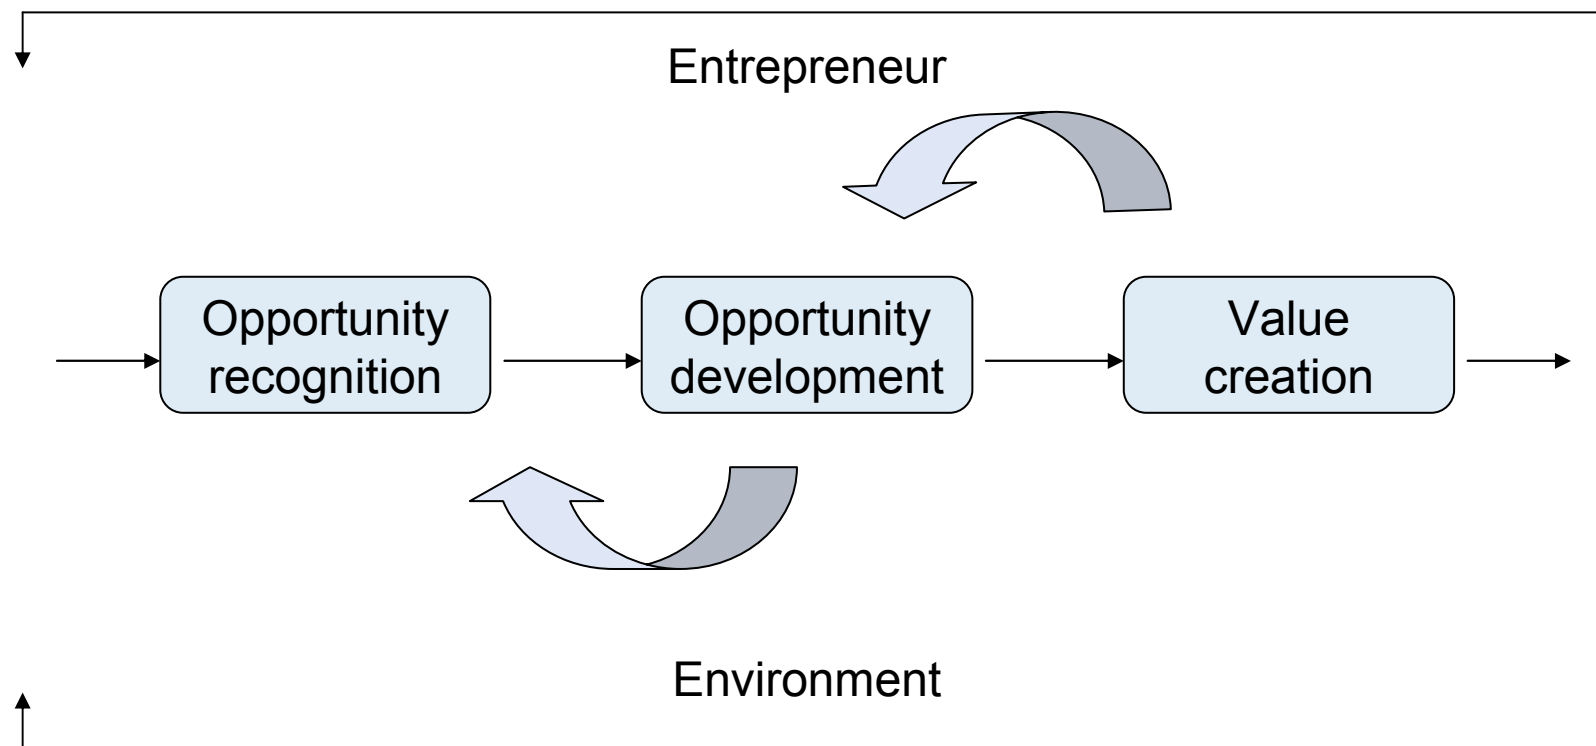 Entrepreneur
Opportunity
recognition
Opportunity
development
Value
creation
Environment